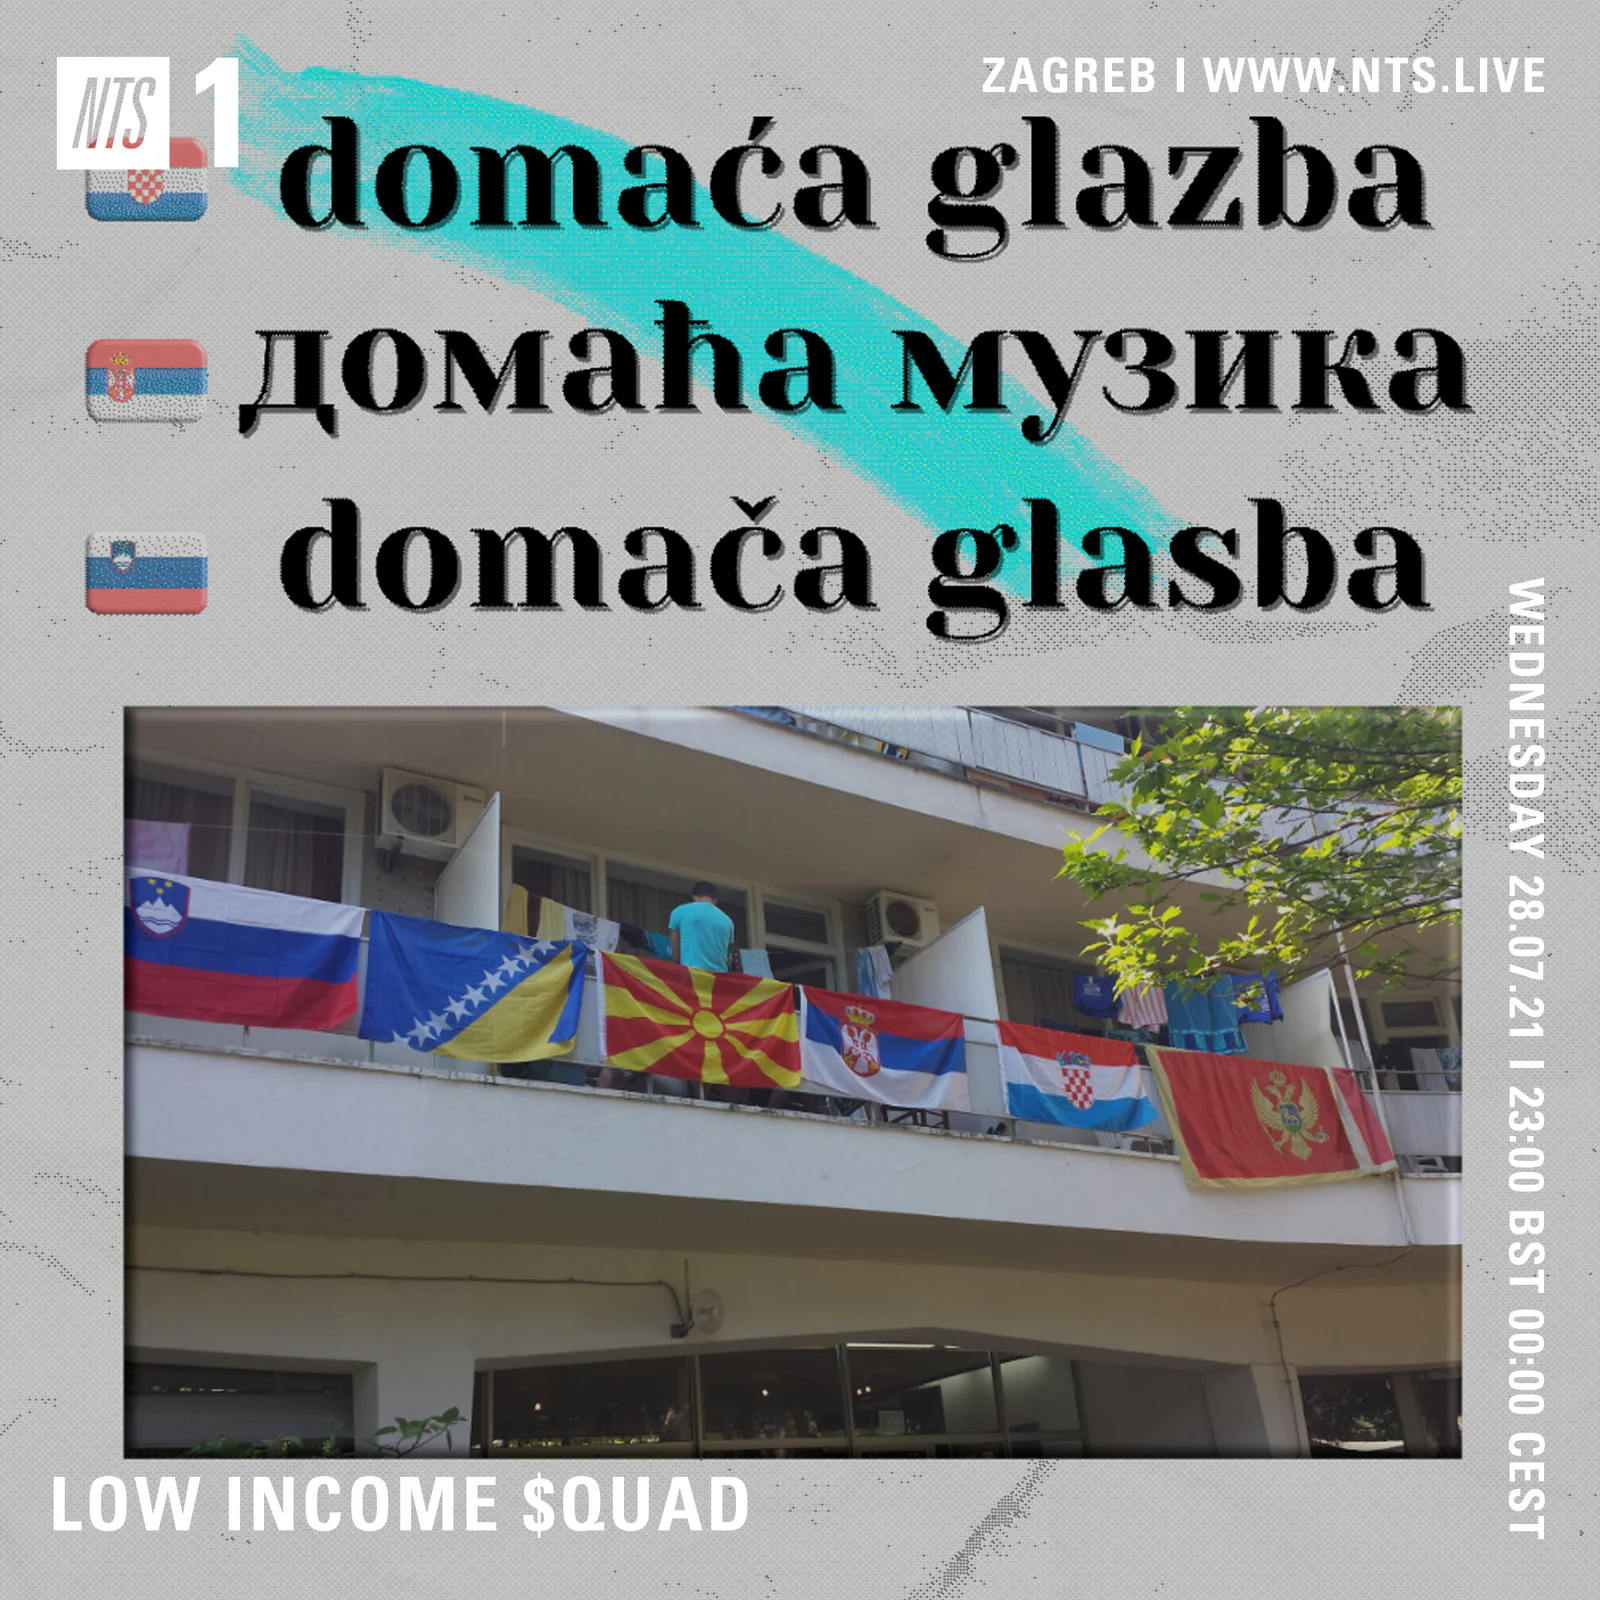 NTS 1
ZAGREB I WWW.NTS.LIVE
domaća glazba
домаћа музика
domača glasba
WEDNESDAY 28.07.21 I 23:00 BST 00:00 CEST
LOW INCOME $QUAD